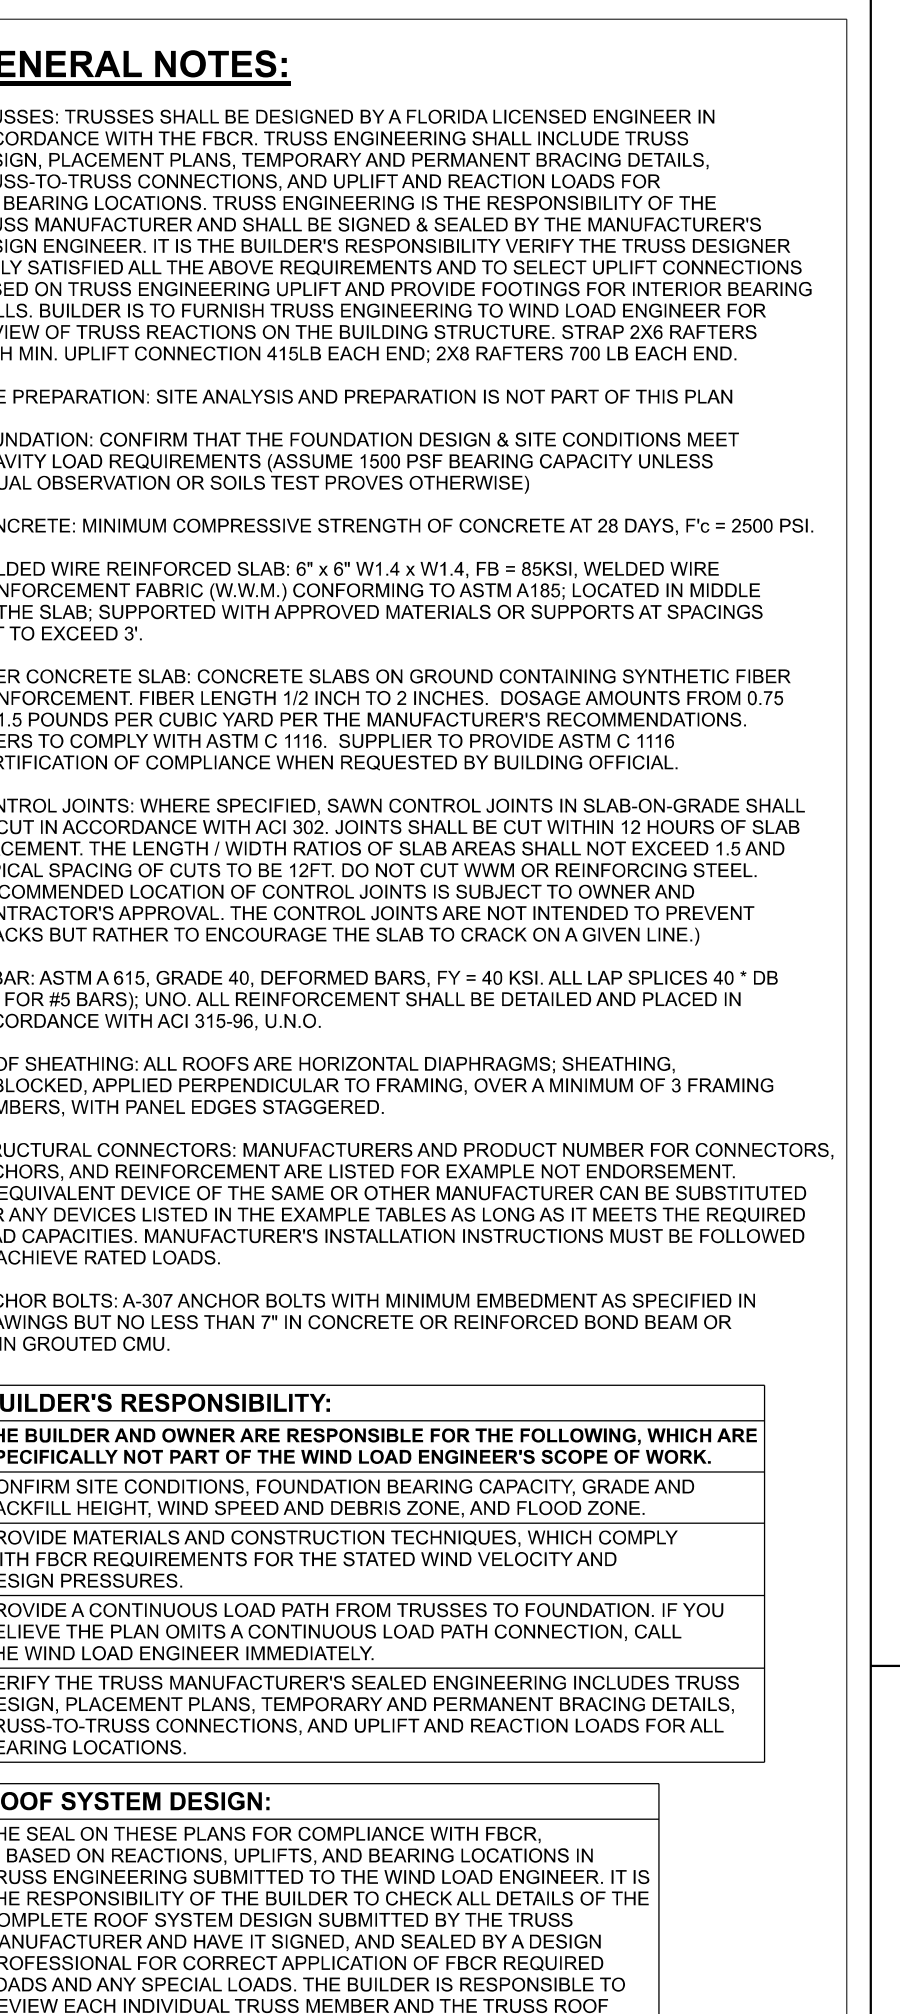 ENERAL NOTES:
USSES: TRUSSES SHALL BE DESIGNED BY A FLORIDA LICENSED ENGINEER IN
CORDANCE WITH THE FBCR. TRUSS ENGINEERING SHALL INCLUDE TRUSS
SIGN, PLACEMENT PLANS, TEMPORARY AND PERMANENT BRACING DETAILS,
USS-TO-TRUSS CONNECTIONS, AND UPLIFT AND REACTION LOADS FOR
BEARING LOCATIONS. TRUSS ENGINEERING IS THE RESPONSIBILITY OF THE
USS MANUFACTURER AND SHALL BE SIGNED & SEALED BY THE MANUFACTURER'S
SIGN ENGINEER. IT IS THE BUILDER'S RESPONSIBILITY VERIFY THE TRUSS DESIGNER
LY SATISFIED ALL THE ABOVE REQUIREMENTS AND TO SELECT UPLIFT CONNECTIONS
SED ON TRUSS ENGINEERING UPLIFT AND PROVIDE FOOTINGS FOR INTERIOR BEARING
LLS. BUILDER IS TO FURNISH TRUSS ENGINEERING TO WIND LOAD ENGINEER FOR
VIEW OF TRUSS REACTIONS ON THE BUILDING STRUCTURE. STRAP 2X6 RAFTERS
H MIN. UPLIFT CONNECTION 415LB EACH END; 2X8 RAFTERS 700 LB EACH END.
E PREPARATION: SITE ANALYSIS AND PREPARATION IS NOT PART OF THIS PLAN
UNDATION: CONFIRM THAT THE FOUNDATION DESIGN & SITE CONDITIONS MEET
AVITY LOAD REQUIREMENTS (ASSUME 1500 PSF BEARING CAPACITY UNLESS
UAL OBSERVATION OR SOILS TEST PROVES OTHERWISE)
NCRETE: MINIMUM COMPRESSIVE STRENGTH OF CONCRETE AT 28 DAYS, F'c = 2500 PSI.
LDED WIRE REINFORCED SLAB: 6" x 6" W1.4 x W1.4, FB = 85KSI, WELDED WIRE
NFORCEMENT FABRIC (W.W.M.) CONFORMING TO ASTM A185; LOCATED IN MIDDLE
THE SLAB; SUPPORTED WITH APPROVED MATERIALS OR SUPPORTS AT SPACINGS
T TO EXCEED 3'.
ER CONCRETE SLAB: CONCRETE SLABS ON GROUND CONTAINING SYNTHETIC FIBER
NFORCEMENT. FIBER LENGTH 1/2 INCH TO 2 INCHES.  DOSAGE AMOUNTS FROM 0.75
1.5 POUNDS PER CUBIC YARD PER THE MANUFACTURER'S RECOMMENDATIONS.
ERS TO COMPLY WITH ASTM C 1116.  SUPPLIER TO PROVIDE ASTM C 1116
RTIFICATION OF COMPLIANCE WHEN REQUESTED BY BUILDING OFFICIAL.
NTROL JOINTS: WHERE SPECIFIED, SAWN CONTROL JOINTS IN SLAB-ON-GRADE SHALL
CUT IN ACCORDANCE WITH ACI 302. JOINTS SHALL BE CUT WITHIN 12 HOURS OF SLAB
CEMENT. THE LENGTH / WIDTH RATIOS OF SLAB AREAS SHALL NOT EXCEED 1.5 AND
PICAL SPACING OF CUTS TO BE 12FT. DO NOT CUT WWM OR REINFORCING STEEL.
COMMENDED LOCATION OF CONTROL JOINTS IS SUBJECT TO OWNER AND
NTRACTOR'S APPROVAL. THE CONTROL JOINTS ARE NOT INTENDED TO PREVENT
ACKS BUT RATHER TO ENCOURAGE THE SLAB TO CRACK ON A GIVEN LINE.)
BAR: ASTM A 615, GRADE 40, DEFORMED BARS, FY = 40 KSI. ALL LAP SPLICES 40 * DB
FOR #5 BARS); UNO. ALL REINFORCEMENT SHALL BE DETAILED AND PLACED IN
CORDANCE WITH ACI 315-96, U.N.O.
OF SHEATHING: ALL ROOFS ARE HORIZONTAL DIAPHRAGMS; SHEATHING,
BLOCKED, APPLIED PERPENDICULAR TO FRAMING, OVER A MINIMUM OF 3 FRAMING
MBERS, WITH PANEL EDGES STAGGERED.
RUCTURAL CONNECTORS: MANUFACTURERS AND PRODUCT NUMBER FOR CONNECTORS,
CHORS, AND REINFORCEMENT ARE LISTED FOR EXAMPLE NOT ENDORSEMENT.
EQUIVALENT DEVICE OF THE SAME OR OTHER MANUFACTURER CAN BE SUBSTITUTED
R ANY DEVICES LISTED IN THE EXAMPLE TABLES AS LONG AS IT MEETS THE REQUIRED
AD CAPACITIES. MANUFACTURER'S INSTALLATION INSTRUCTIONS MUST BE FOLLOWED
ACHIEVE RATED LOADS.
CHOR BOLTS: A-307 ANCHOR BOLTS WITH MINIMUM EMBEDMENT AS SPECIFIED IN
AWINGS BUT NO LESS THAN 7" IN CONCRETE OR REINFORCED BOND BEAM OR
IN GROUTED CMU.
UILDER'S RESPONSIBILITY:
HE BUILDER AND OWNER ARE RESPONSIBLE FOR THE FOLLOWING, WHICH ARE
PECIFICALLY NOT PART OF THE WIND LOAD ENGINEER'S SCOPE OF WORK.
ONFIRM SITE CONDITIONS, FOUNDATION BEARING CAPACITY, GRADE AND
ACKFILL HEIGHT, WIND SPEED AND DEBRIS ZONE, AND FLOOD ZONE.
ROVIDE MATERIALS AND CONSTRUCTION TECHNIQUES, WHICH COMPLY
ITH FBCR REQUIREMENTS FOR THE STATED WIND VELOCITY AND
ESIGN PRESSURES.
ROVIDE A CONTINUOUS LOAD PATH FROM TRUSSES TO FOUNDATION. IF YOU
ELIEVE THE PLAN OMITS A CONTINUOUS LOAD PATH CONNECTION, CALL
HE WIND LOAD ENGINEER IMMEDIATELY.
ERIFY THE TRUSS MANUFACTURER'S SEALED ENGINEERING INCLUDES TRUSS
ESIGN, PLACEMENT PLANS, TEMPORARY AND PERMANENT BRACING DETAILS,
RUSS-TO-TRUSS CONNECTIONS, AND UPLIFT AND REACTION LOADS FOR ALL
EARING LOCATIONS.
OOF SYSTEM DESIGN:
HE SEAL ON THESE PLANS FOR COMPLIANCE WITH FBCR,
BASED ON REACTIONS, UPLIFTS, AND BEARING LOCATIONS IN
RUSS ENGINEERING SUBMITTED TO THE WIND LOAD ENGINEER. IT IS
HE RESPONSIBILITY OF THE BUILDER TO CHECK ALL DETAILS OF THE
OMPLETE ROOF SYSTEM DESIGN SUBMITTED BY THE TRUSS
ANUFACTURER AND HAVE IT SIGNED, AND SEALED BY A DESIGN
ROFESSIONAL FOR CORRECT APPLICATION OF FBCR REQUIRED
OADS AND ANY SPECIAL LOADS. THE BUILDER IS RESPONSIBLE TO
EVIEW EACH INDIVIDUAL TRUSS MEMBER AND THE TRUSS ROOF